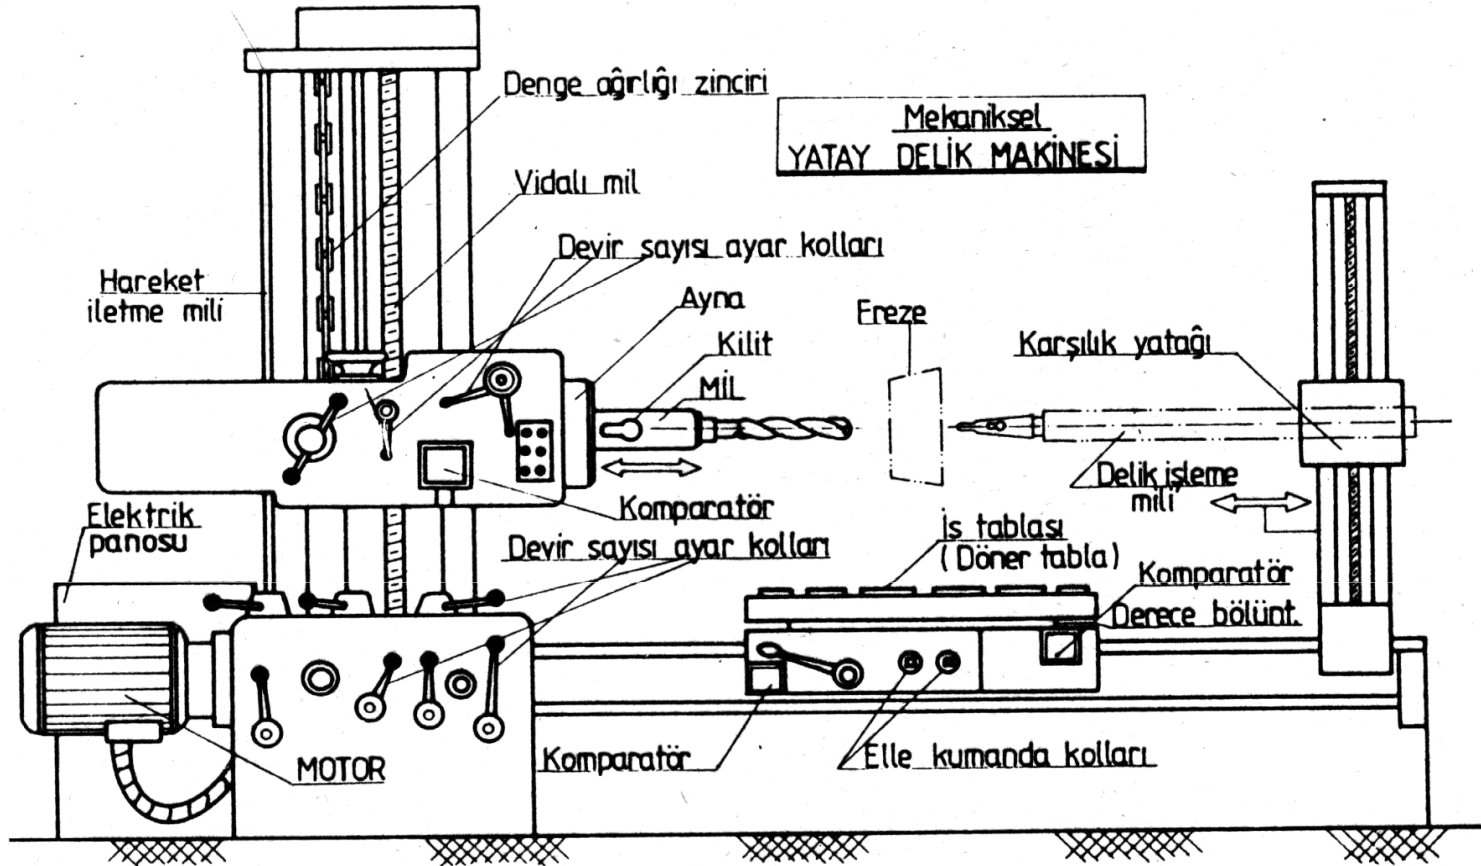 Denge ağırlığı zinciri
Mekaniksel
YATAY DELİK MAKİNESİ
Vidalı mil
Devir sayısı ayar kolları
Hareket
iletme mili
Ayna
Freze
Kilit
Karşılık yatağı
MİL
Delik işleme
mili
Komparatör
Elektrik
panosu
İş tablası
(Döner tabla)
Devir sayısı ayar kolları
Komparatör
Derece bölünt.
MOTOR
Komparatör
Elle kumanda kolları